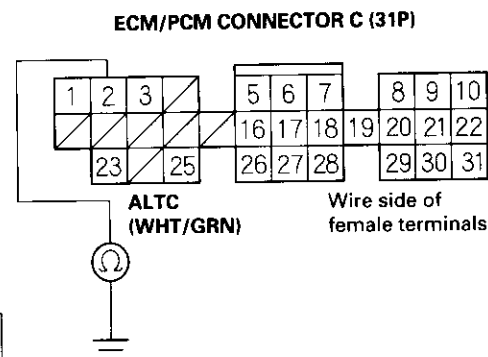 ECM/PCM CONNECTOR C (31P)
1 2 3 5 6 7 8 9 10
16 17 18 19 20 21 22
23 25 26 27 28 29 30 31
ALTC
(WHT/GRN)
Wire side of
female terminals
Ω